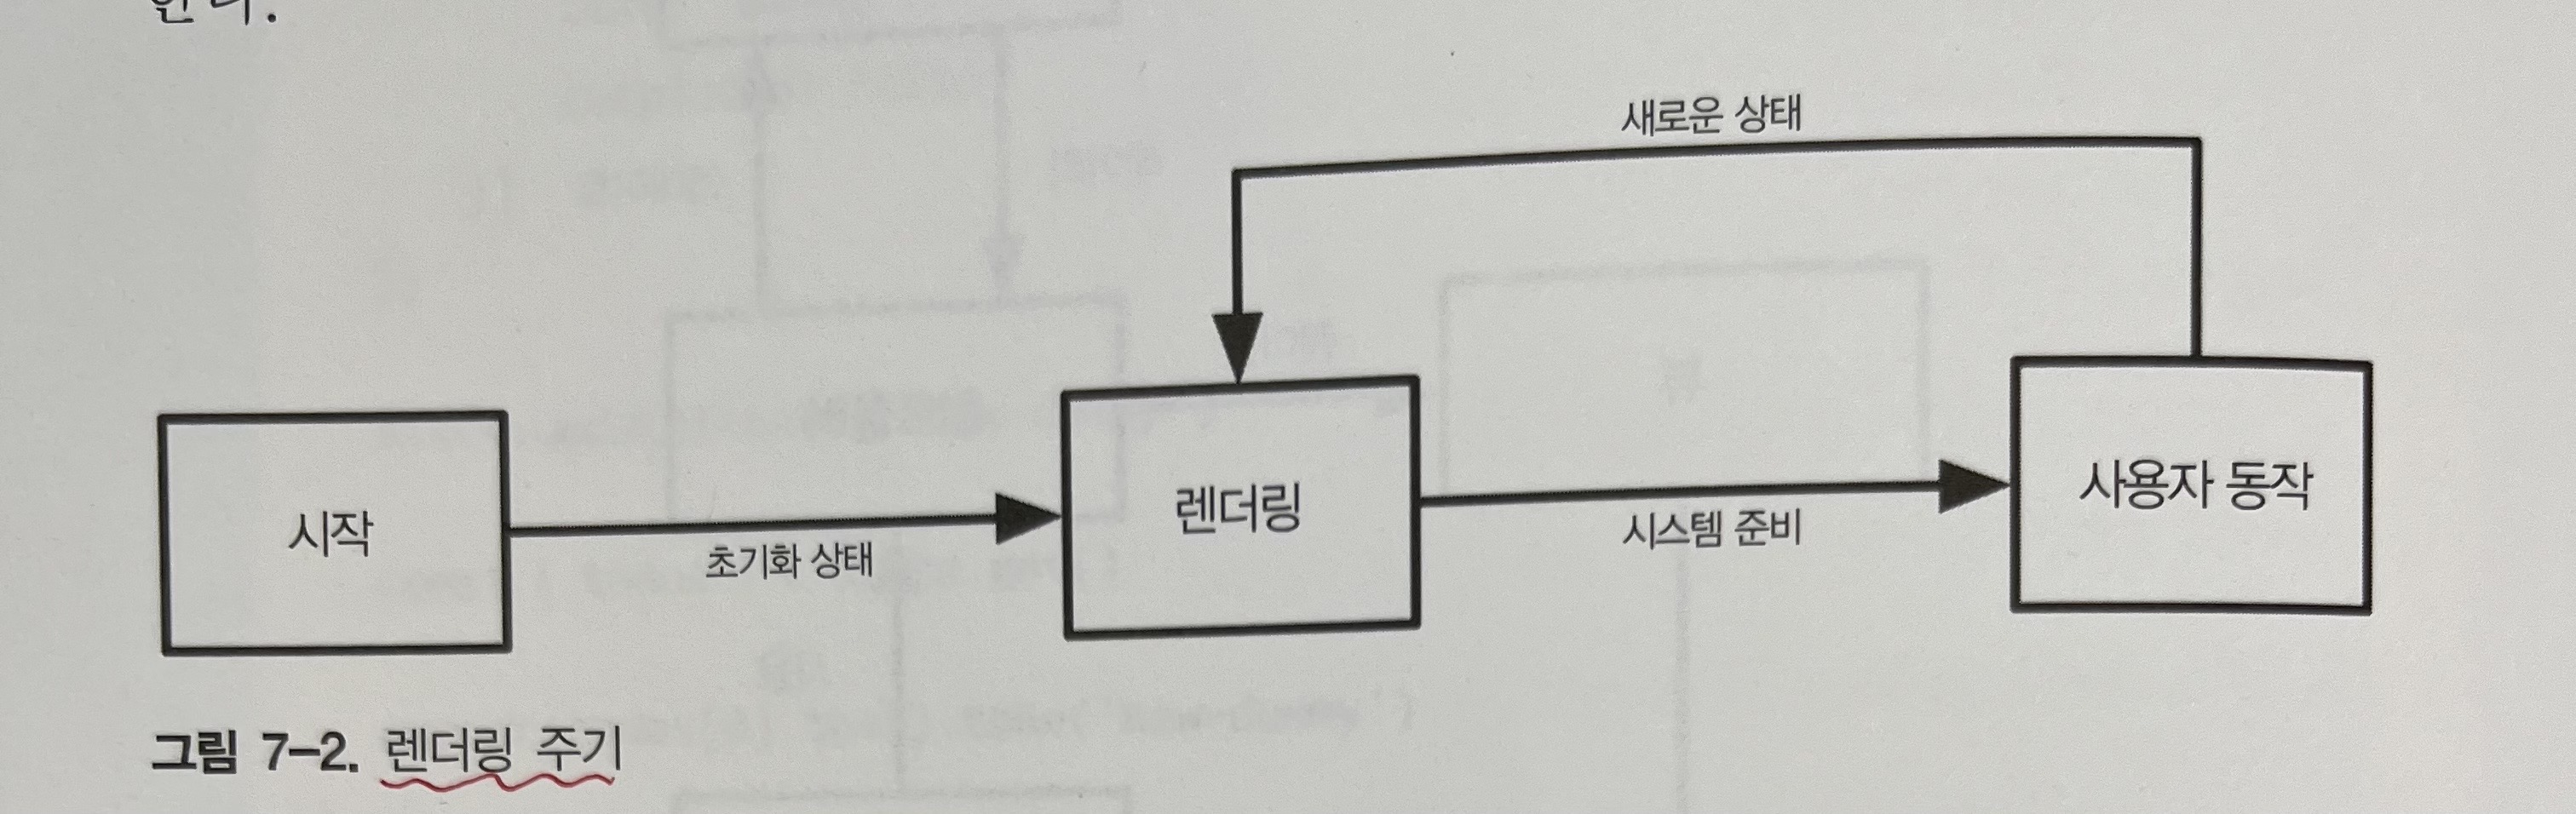 새로운 상태
시작
렌더링
사용자 동작
초기화 상태
시스템 준비
그림 7-2. 렌더링 주기